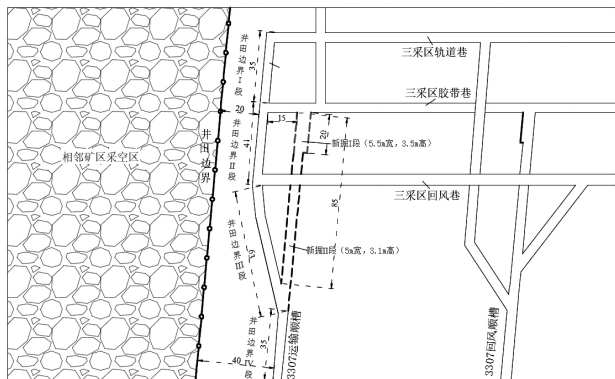 三采区轨道巷
三采区胶带巷
三采区回风巷
相邻矿区采空区
井田边界
井田边界Ⅰ段
35
20
井田边界Ⅱ段
41
井田边界Ⅲ段
63
井田边界Ⅳ段
35
40
15
20
新掘Ⅰ段（5.5m宽，3.5m高）
85
新掘Ⅱ段（5m宽，3.1m高）
3307运输顺槽
3307回风顺槽